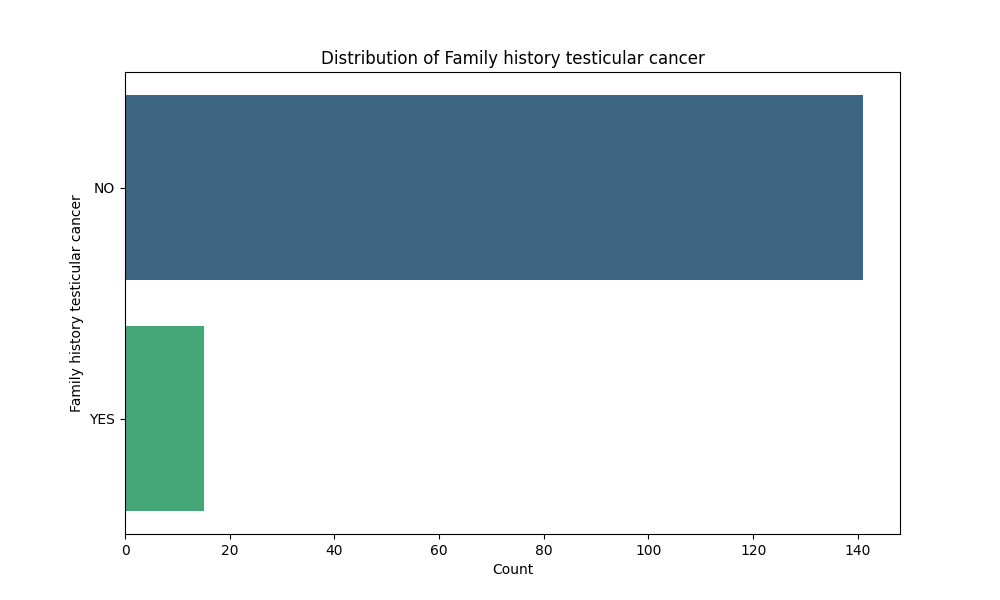 Distribution of Family history testicular cancer
Family history testicular cancer
NO
YES
0 20 40 60 80 100 120 140
Count